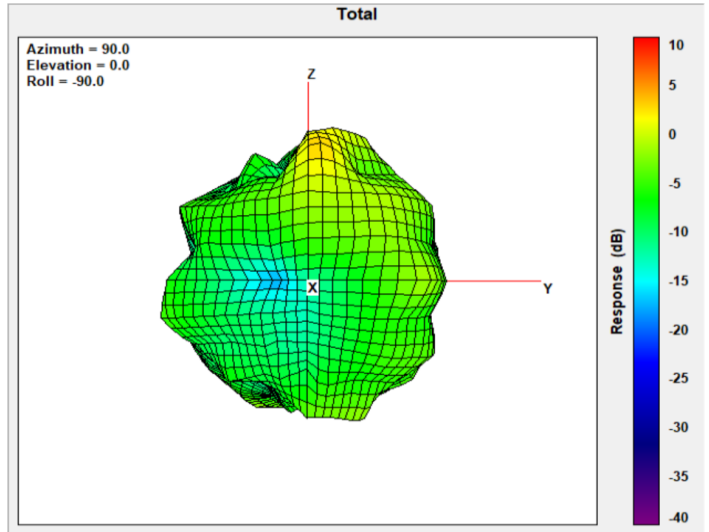 Total
Azimuth = 90.0
Elevation = 0.0
Roll = -90.0
Z
X
Y
10
5
0
-5
-10
-15
-20
-25
-30
-35
-40
Response (dB)